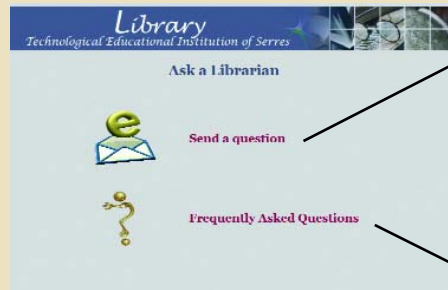 Library
Technological Educational Institution of Serres
Ask a Librarian
Send a question
Frequently Asked Questions